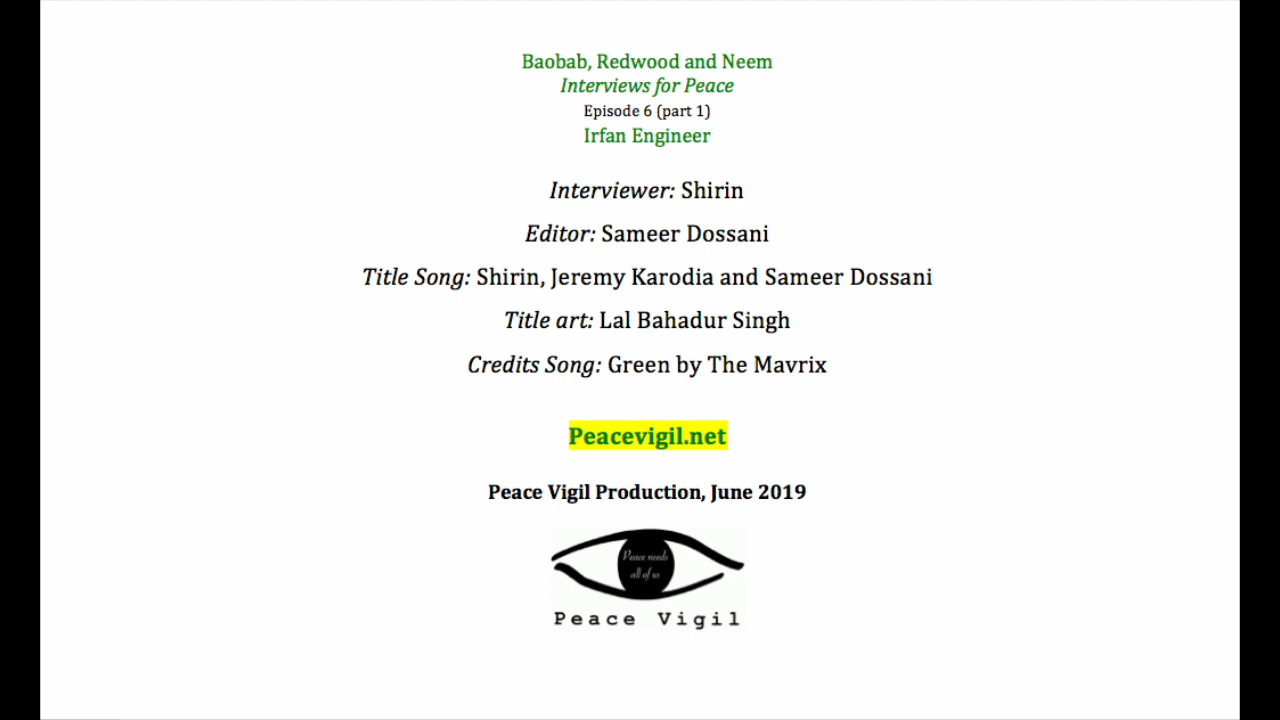 Baobab, Redwood and Neem
Interviews for Peace
Episode 6 (part 1)
Irfan Engineer
Interviewer: Shirin
Editor: Sameer Dossani
Title Song: Shirin, Jeremy Karodia and Sameer Dossani
Title art: Lal Bahadur Singh
Credits Song: Green by The Mavrix
Peacevigil.net
Peace Vigil Production, June 2019
Peace needs
all of us
Peace Vigil